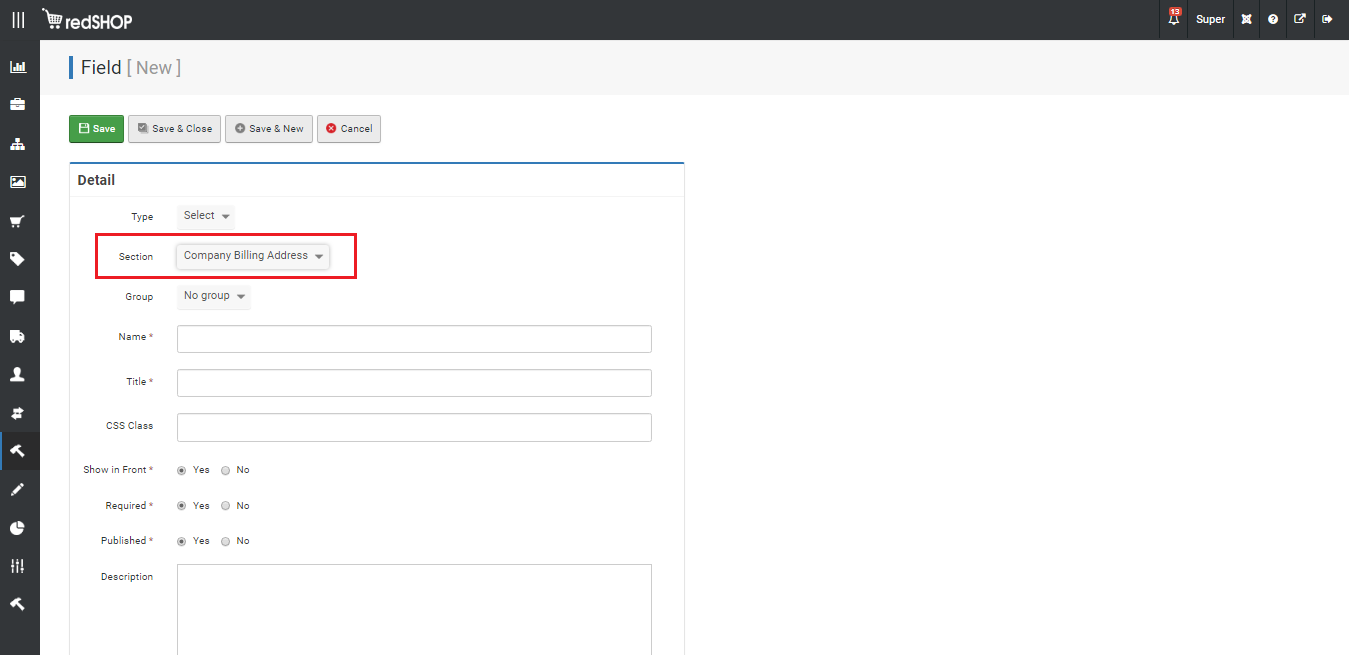 redSHOP
13
Super
Field [ New ]
Save
Save & Close
Save & New
Cancel
Detail
Type
Select
Section
Company Billing Address
Group
No group
Name *
Title *
CSS Class
Show in Front *
Yes
No
Required *
Yes
No
Published *
Yes
No
Description